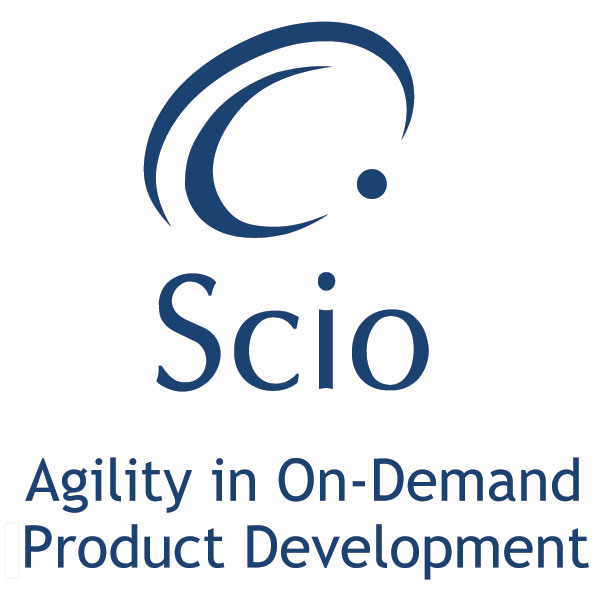 Scio
Agility in On-Demand
Product Development